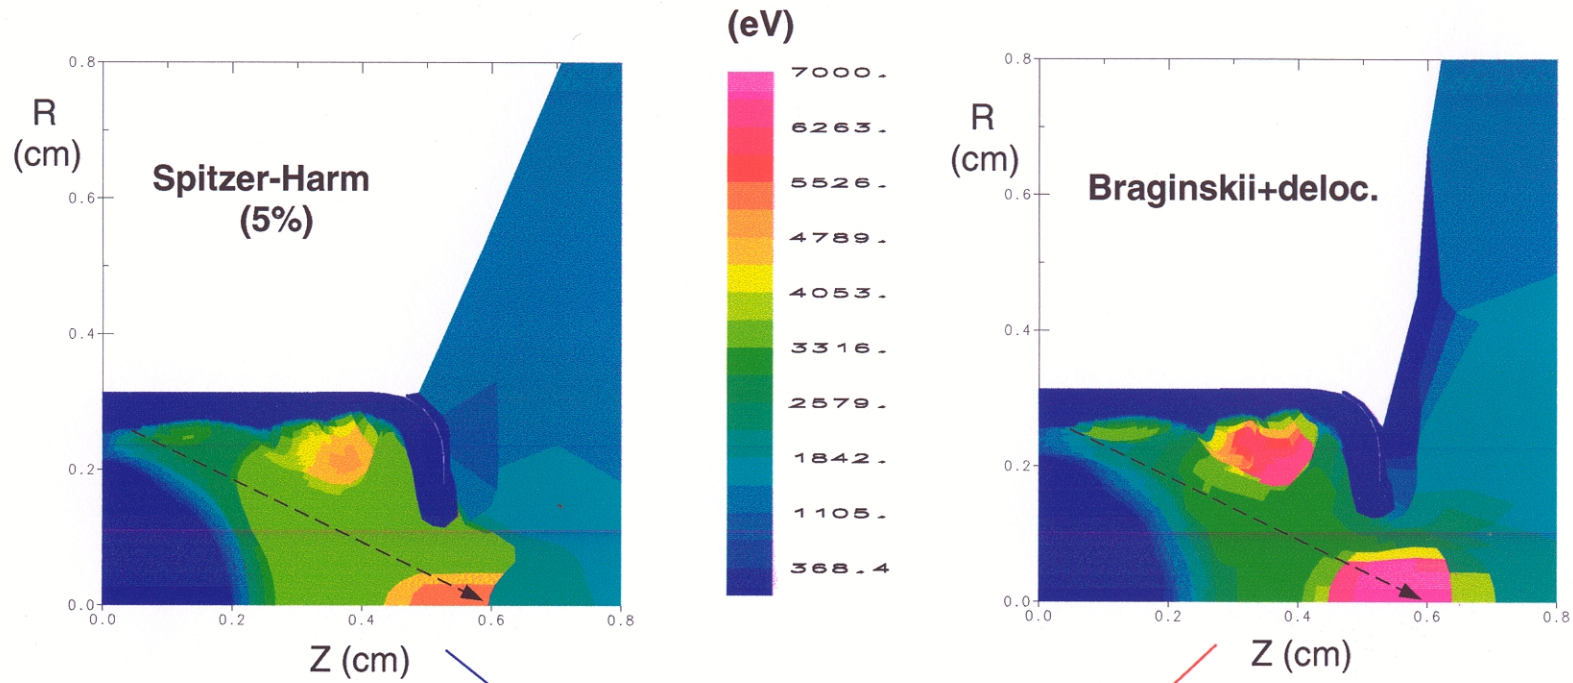 (eV)
7000.
6263.
5526.
4789.
4053.
3316.
2579.
1842.
1105.
368.4
0.8
R
(cm)
Spitzer-Harm
(5%)
0.6
0.4
0.2
0.0
0.0 0.2 0.4 0.6 0.8
Z (cm)
0.8
R
(cm)
Braginskii+deloc.
0.6
0.4
0.2
0.0
0.0 0.2 0.4 0.6 0.8
Z (cm)